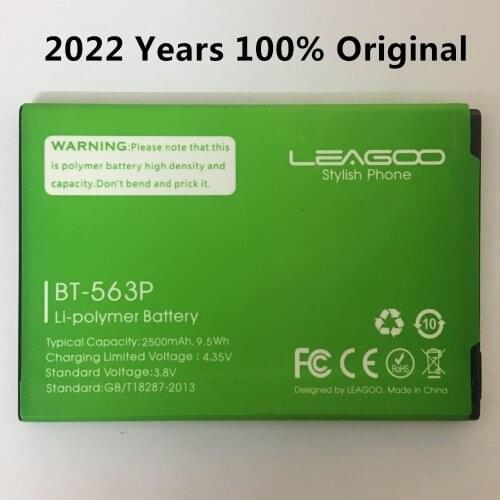 2022 Years 100% Original
WARNING:Please note that this
is polymer battery high density and
capacity.Don't bend and prick it.
LEAGOO
Stylish Phone
BT-563P
Li-polymer Battery
Typical Capacity:2500mAh, 9.5Wh
Charging Limited Voltage : 4.35V
Standard Voltage:3.8V
Standard:GB/T18287-2013
10
FC CE RoHS
Designed by LEAGOO, Made in China